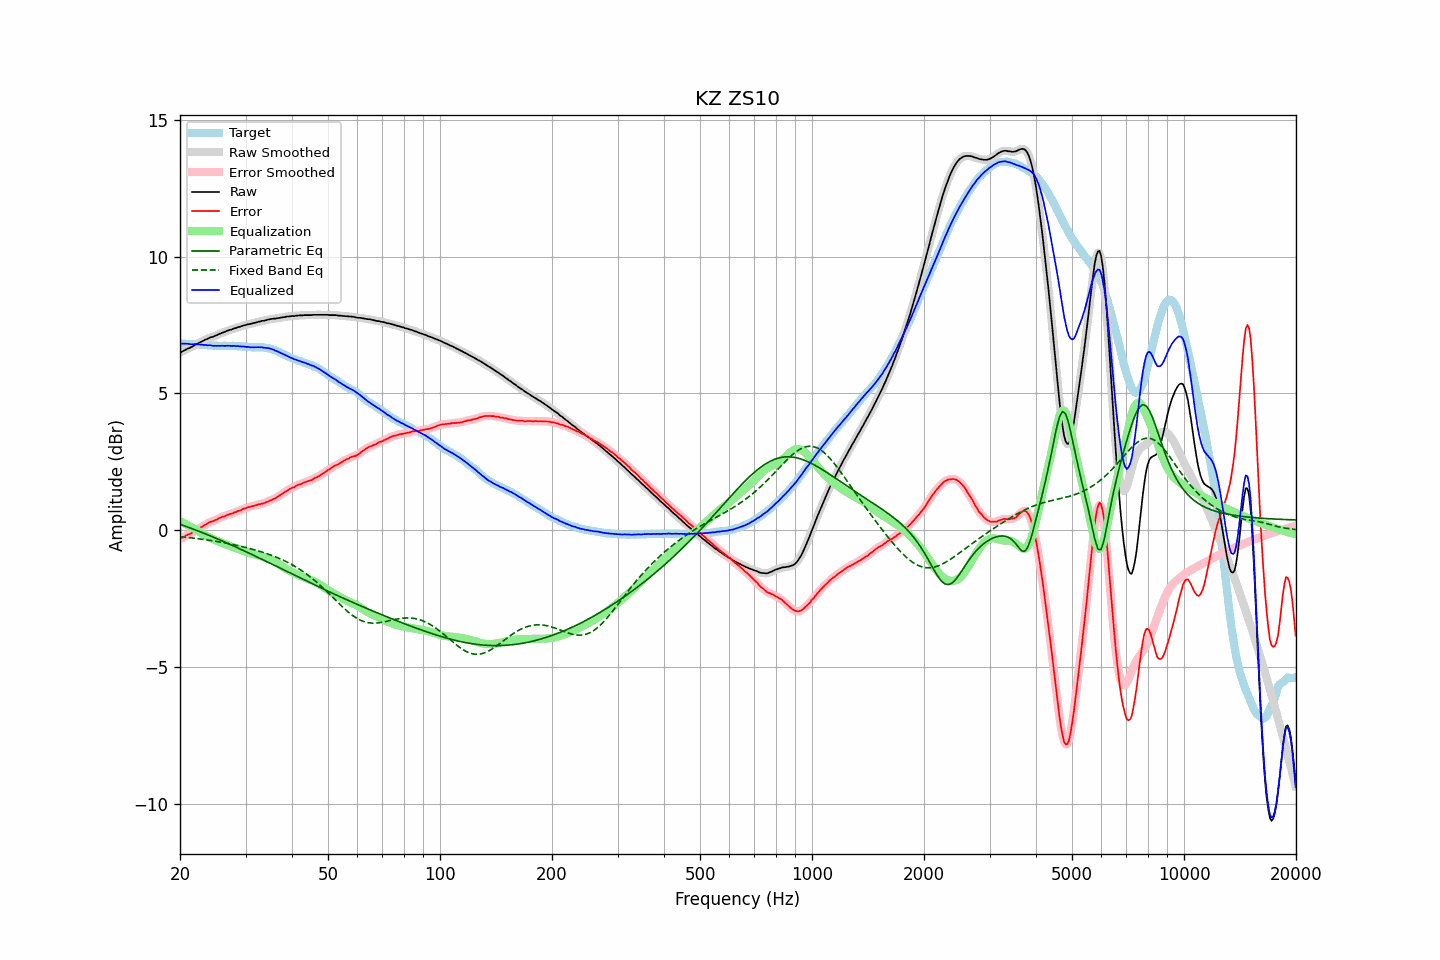 KZ ZS10
Amplitude (dBr)
15
10
5
0
−5
−10
Target
Raw Smoothed
Error Smoothed
Raw
Error
Equalization
Parametric Eq
Fixed Band Eq
Equalized
20 50 100 200 500 1000 2000 5000 10000 20000
Frequency (Hz)